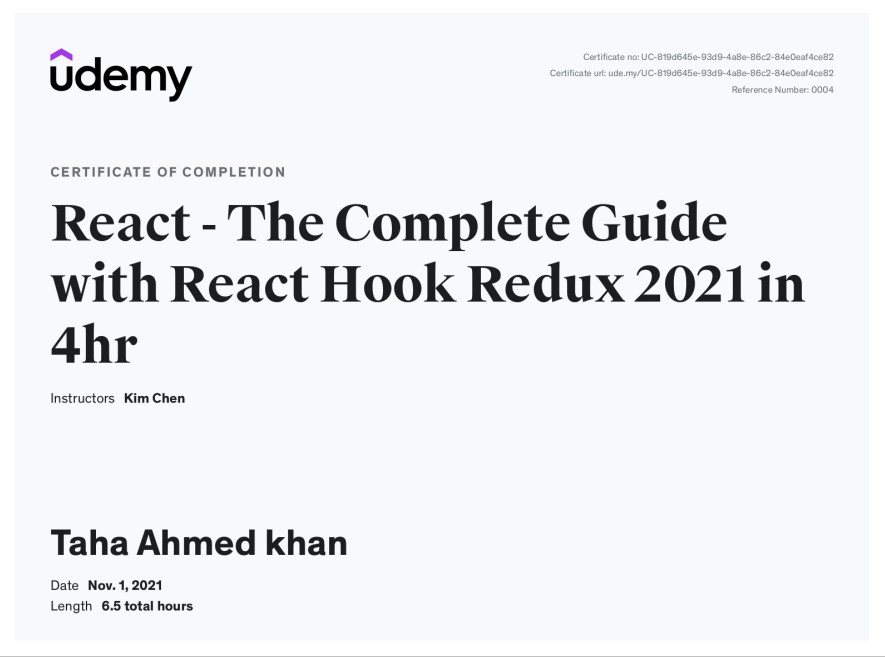 udemy
Certificate no: UC-819d645e-93d9-4a8e-86c2-84e0eaf4ce82
Certificate url: ude.my/UC-819d645e-93d9-4a8e-86c2-84e0eaf4ce82
Reference Number: 0004
CERTIFICATE OF COMPLETION
React - The Complete Guide
with React Hook Redux 2021 in
4hr
Instructors Kim Chen
Taha Ahmed khan
Date Nov. 1, 2021
Length 6.5 total hours